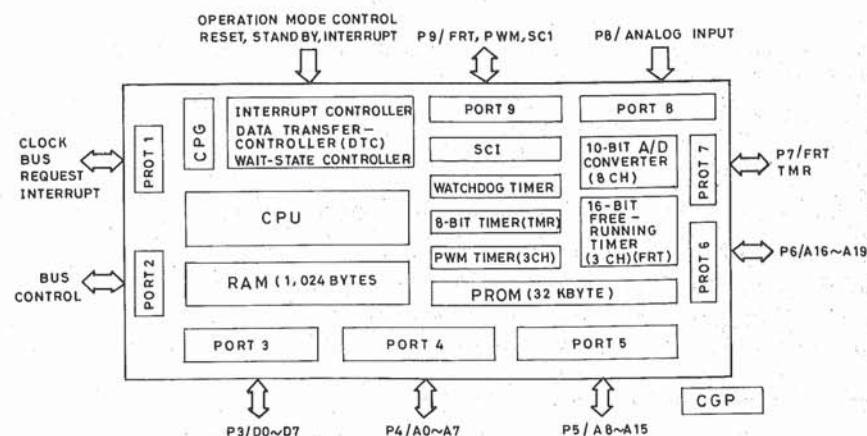 OPERATION MODE CONTROL
RESET, STANDBY, INTERRUPT
P9/ FRT, PWM, SC1
P8/ ANALOG INPUT
CLOCK
BUS
REQUEST
INTERRUPT
PROT 1
CPG
INTERRUPT CONTROLLER
DATA TRANSFER-
CONTROLLER (DTC)
WAIT-STATE CONTROLLER
PORT 9
SCI
WATCHDOG TIMER
8-BIT TIMER(TMR)
PWM TIMER(3CH)
PORT 8
10-BIT A/D
CONVERTER
(8 CH)
16-BIT
FREE-
RUNNING
TIMER
(3 CH)(FRT)
PROT 7
P7/FRT
TMR
CPU
BUS
CONTROL
PORT 2
RAM (1,024 BYTES
PROM (32 KBYTE)
PROT 6
P6/A16~A19
PORT 3
PORT 4
PORT 5
CGP
P3/D0~D7
P4/A0~A7
P5/A8~A15